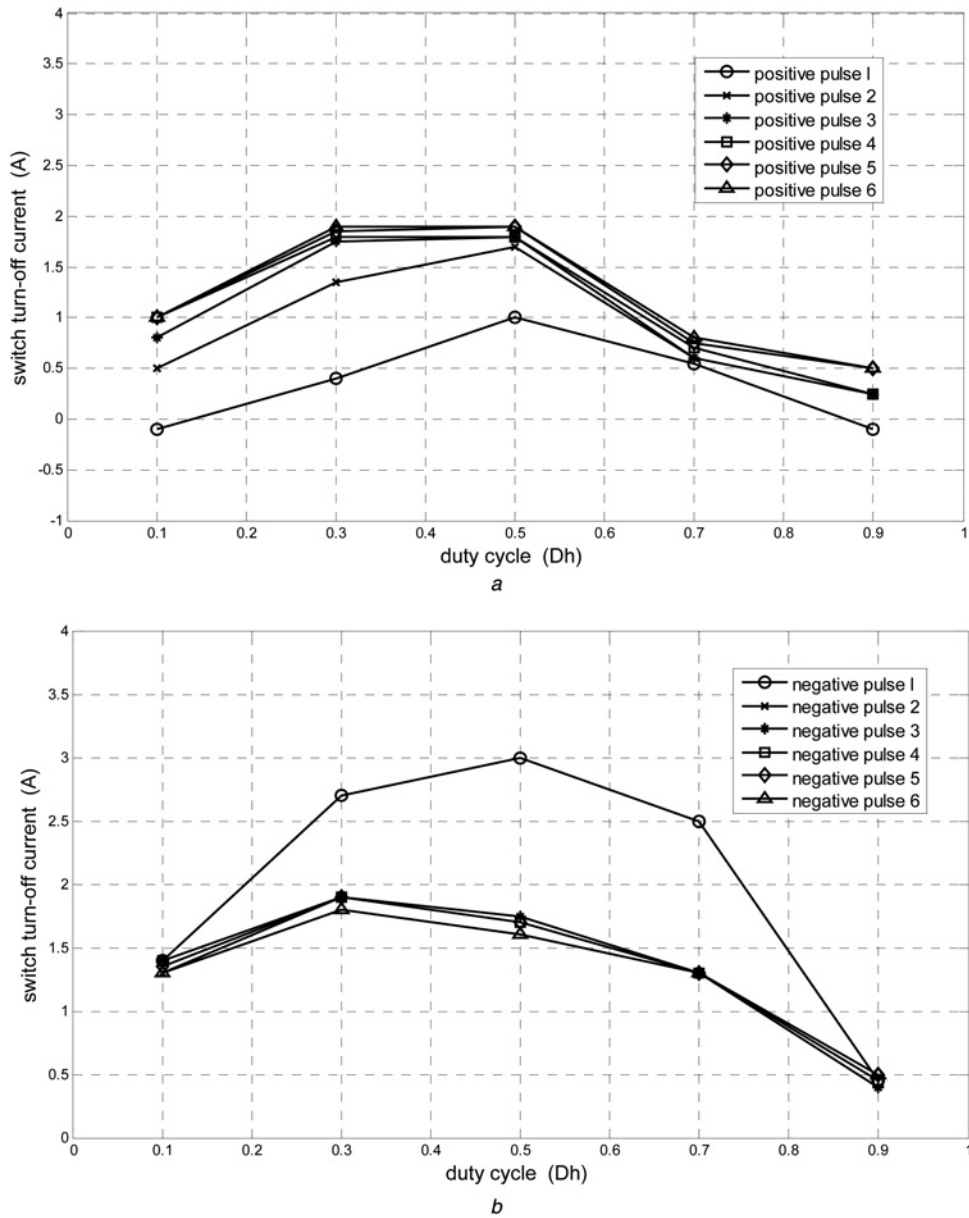 4
3.5
3
2.5
2
1.5
1
0.5
0
-0.5
-1
switch turn-off current (A)
positive pulse 1
positive pulse 2
positive pulse 3
positive pulse 4
positive pulse 5
positive pulse 6
0 0.1 0.2 0.3 0.4 0.5 0.6 0.7 0.8 0.9 1
duty cycle (Dh)
a
4
3.5
3
2.5
2
1.5
1
0.5
0
switch turn-off current (A)
negative pulse 1
negative pulse 2
negative pulse 3
negative pulse 4
negative pulse 5
negative pulse 6
0 0.1 0.2 0.3 0.4 0.5 0.6 0.7 0.8 0.9 1
duty cycle (Dh)
b